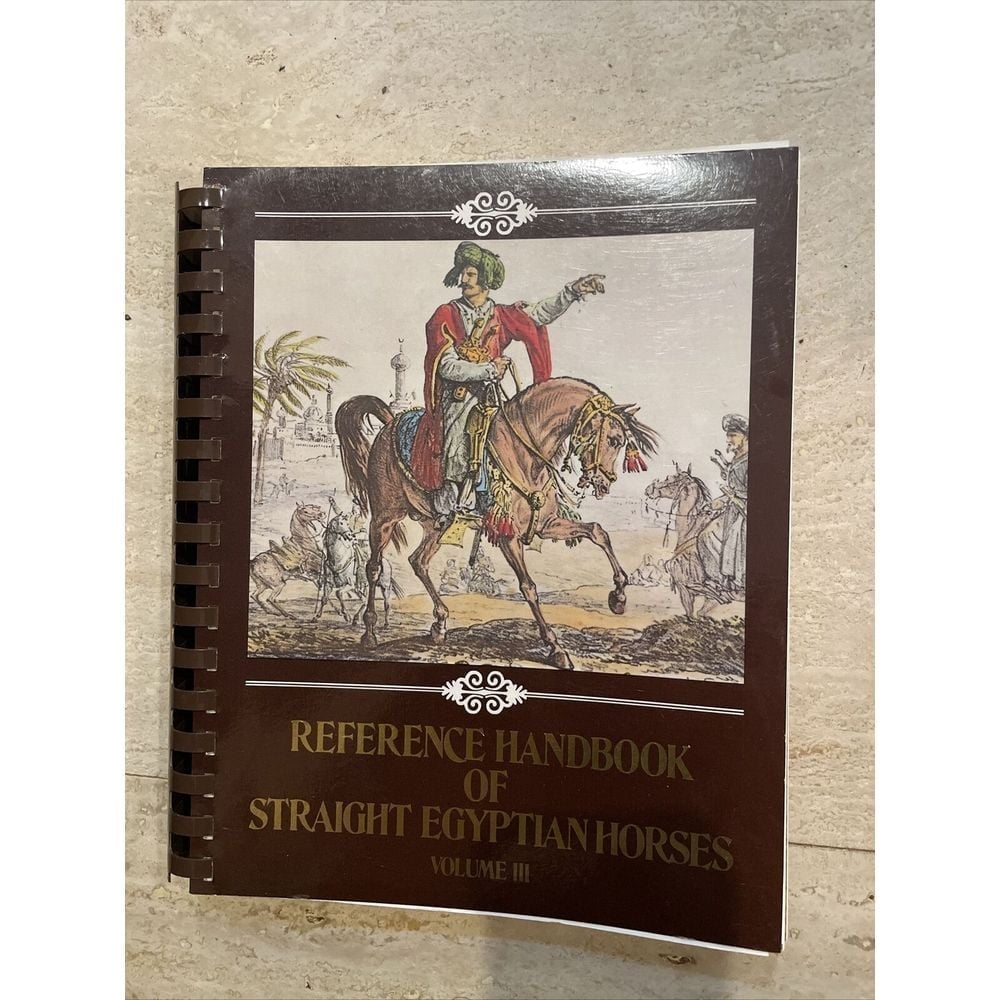 REFERENCE HANDBOOK
OF
STRAIGHT EGYPTIAN HORSES
VOLUME III